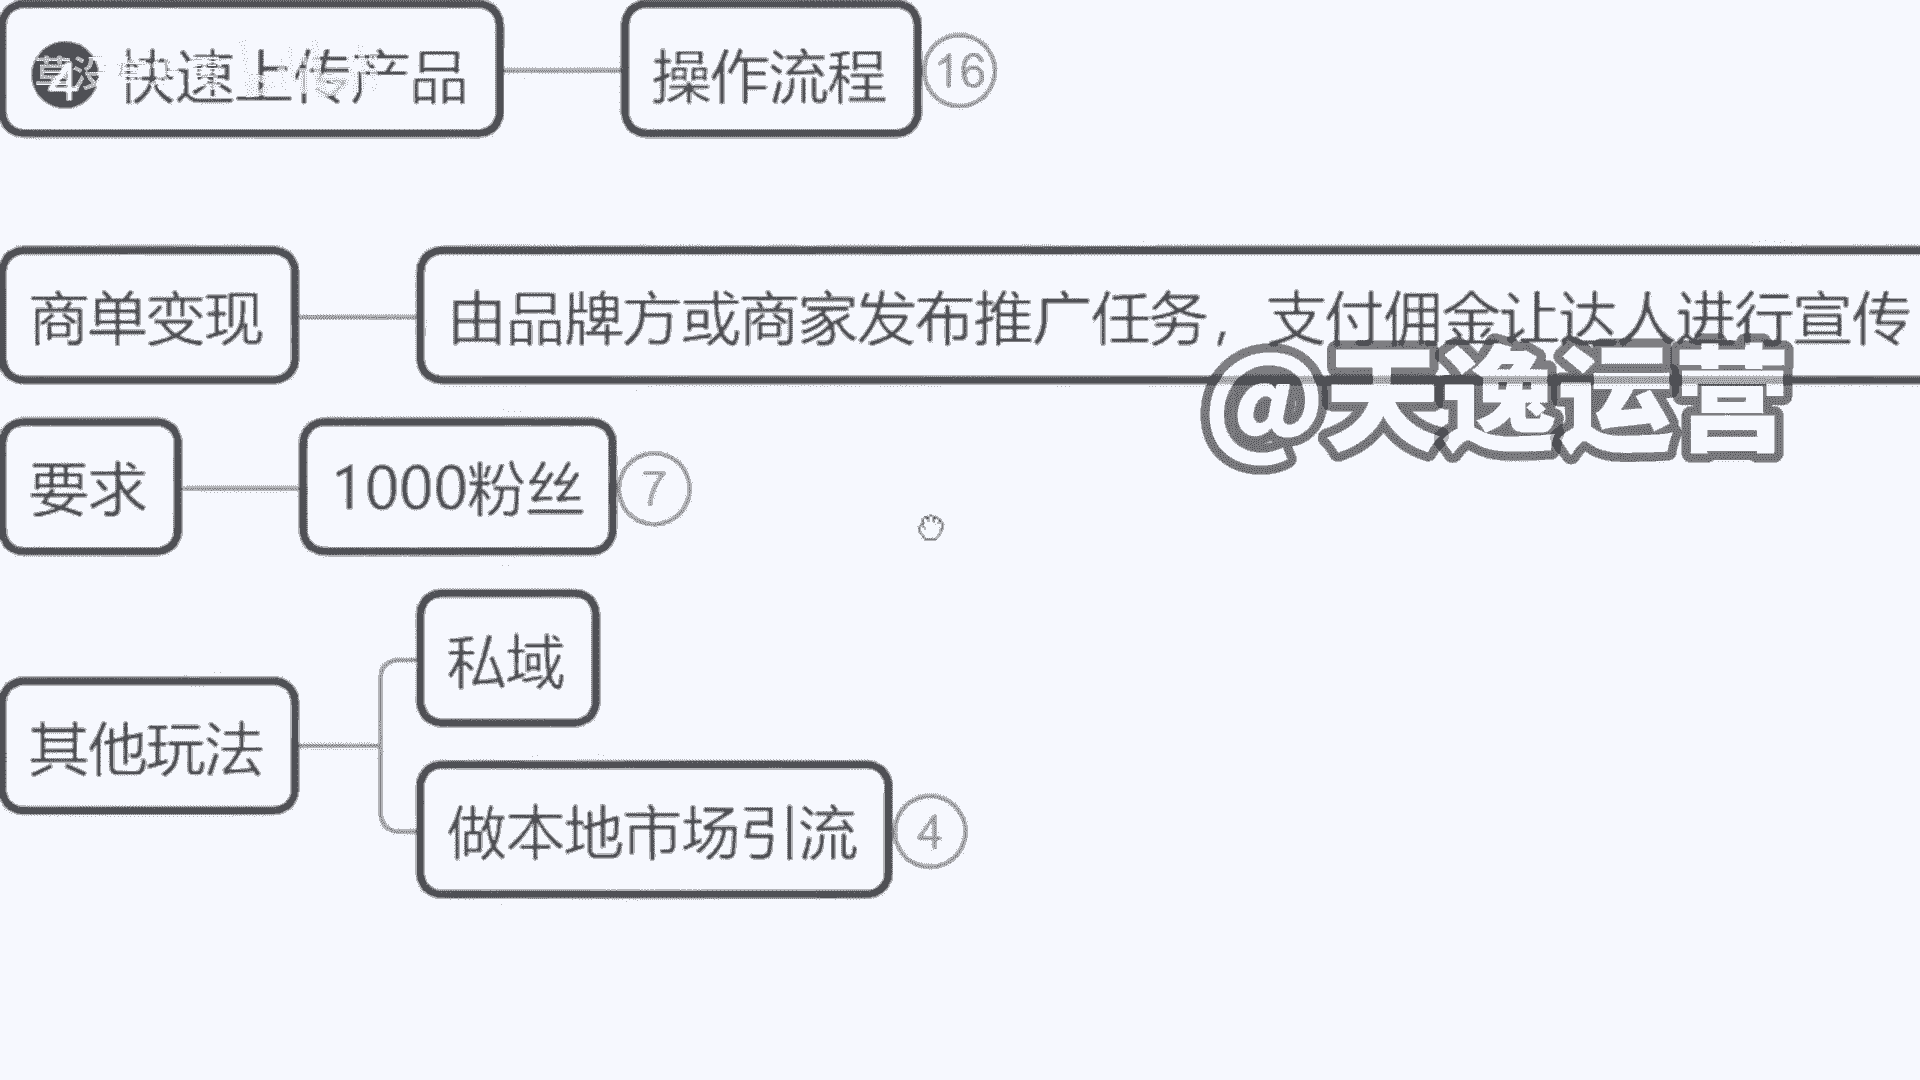 4 快速上传产品
操作流程
16
商单变现
由品牌方或商家发布推广任务，支付佣金让达人进行宣传
@天逸运营
要求
1000粉丝
7
私域
其他玩法
做本地市场引流
4